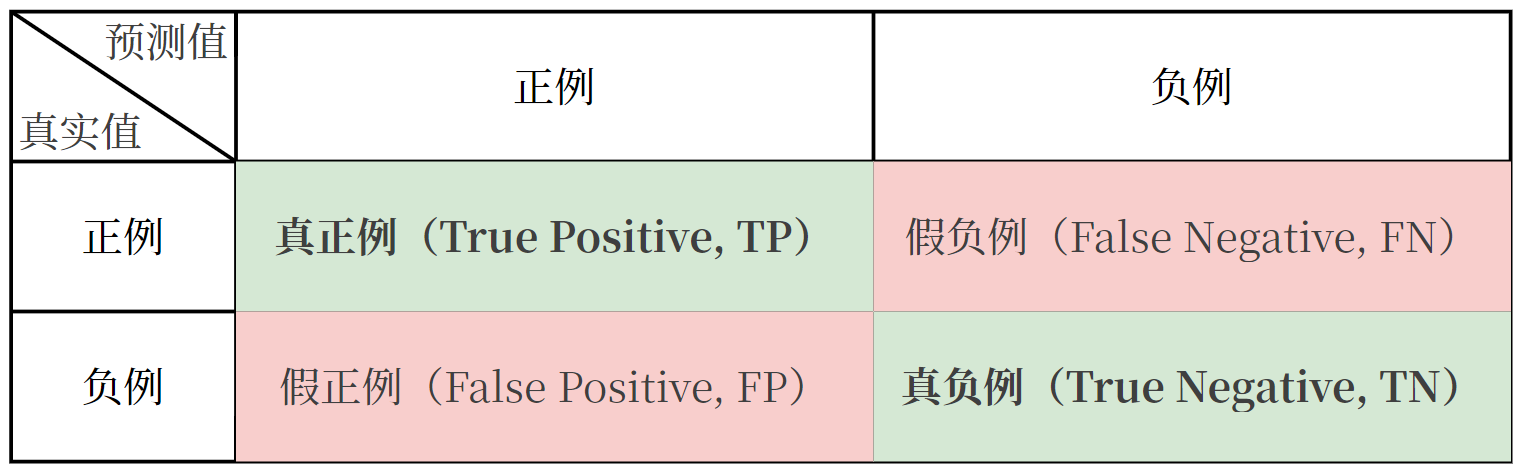 预测值
真实值
正例
负例
正例
真正例（True Positive, TP）
假负例（False Negative, FN）
负例
假正例（False Positive, FP）
真负例（True Negative, TN）